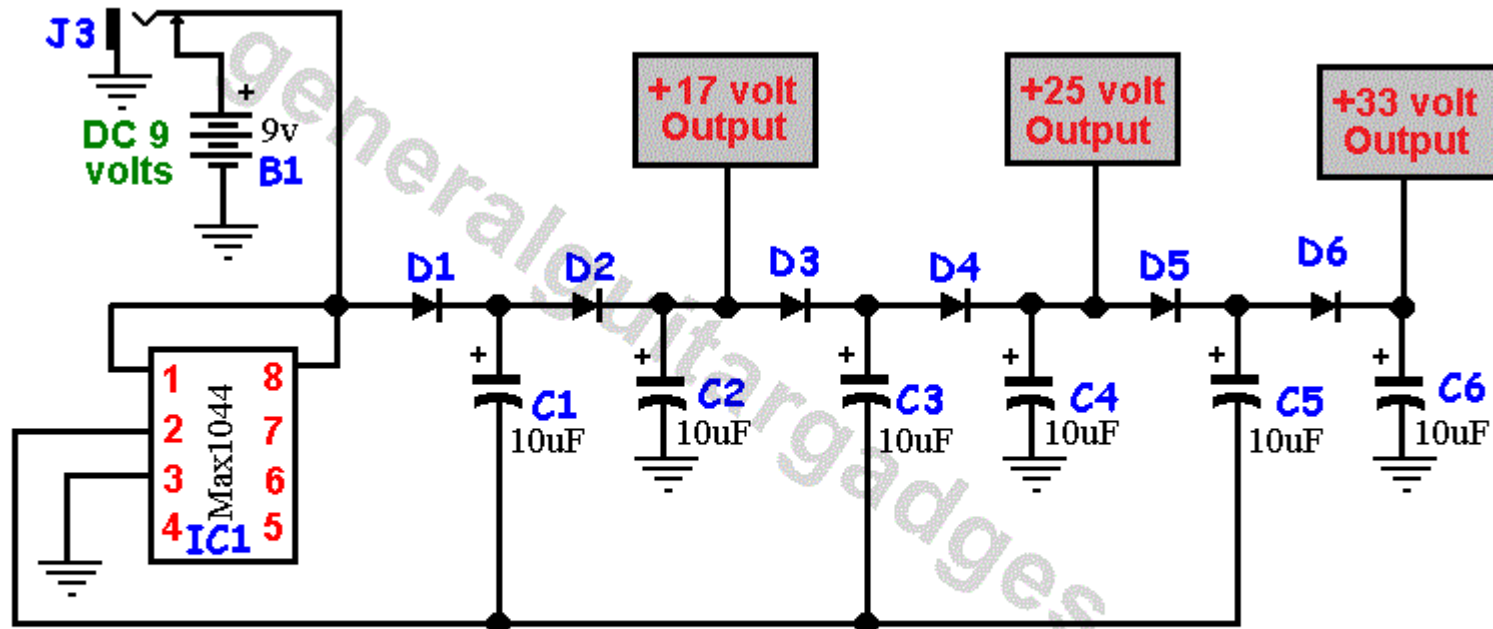 J3
+
DC 9
volts
9v
B1
+17 volt
Output
+25 volt
Output
+33 volt
Output
D1
D2
D3
D4
D5
D6
+
C1
10uF
+
C2
10uF
+
C3
10uF
+
C4
10uF
+
C5
10uF
+
C6
10uF
1
2
3
4
8
7
6
5
Max1044
IC1
generalguitargadges